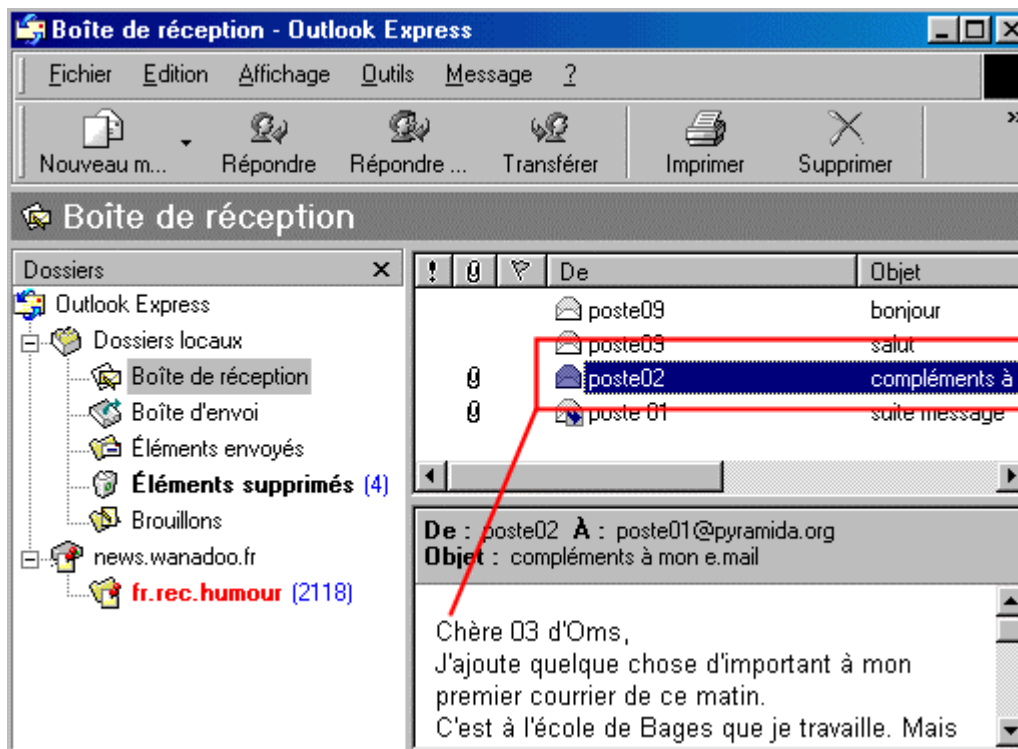 Boîte de réception - Outlook Express
Fichier Edition Affichage Outils Message ?
Nouveau m... Répondre Répondre ... Transférer Imprimer Supprimer »
Boîte de réception
Dossiers
Outlook Express
Dossiers locaux
Boîte de réception
Boîte d'envoi
Éléments envoyés
Éléments supprimés (4)
Brouillons
news.wanadoo.fr
fr.rec.humour (2118)
! De Objet
poste09 bonjour
poste09 salut
poste02 compléments à
poste 01 suite message
De : poste02 À : poste01@pyramida.org
Objet : compléments à mon e.mail
Chère 03 d'Oms,
J'ajoute quelque chose d'important à mon
premier courrier de ce matin.
C'est à l'école de Bages que je travaille. Mais